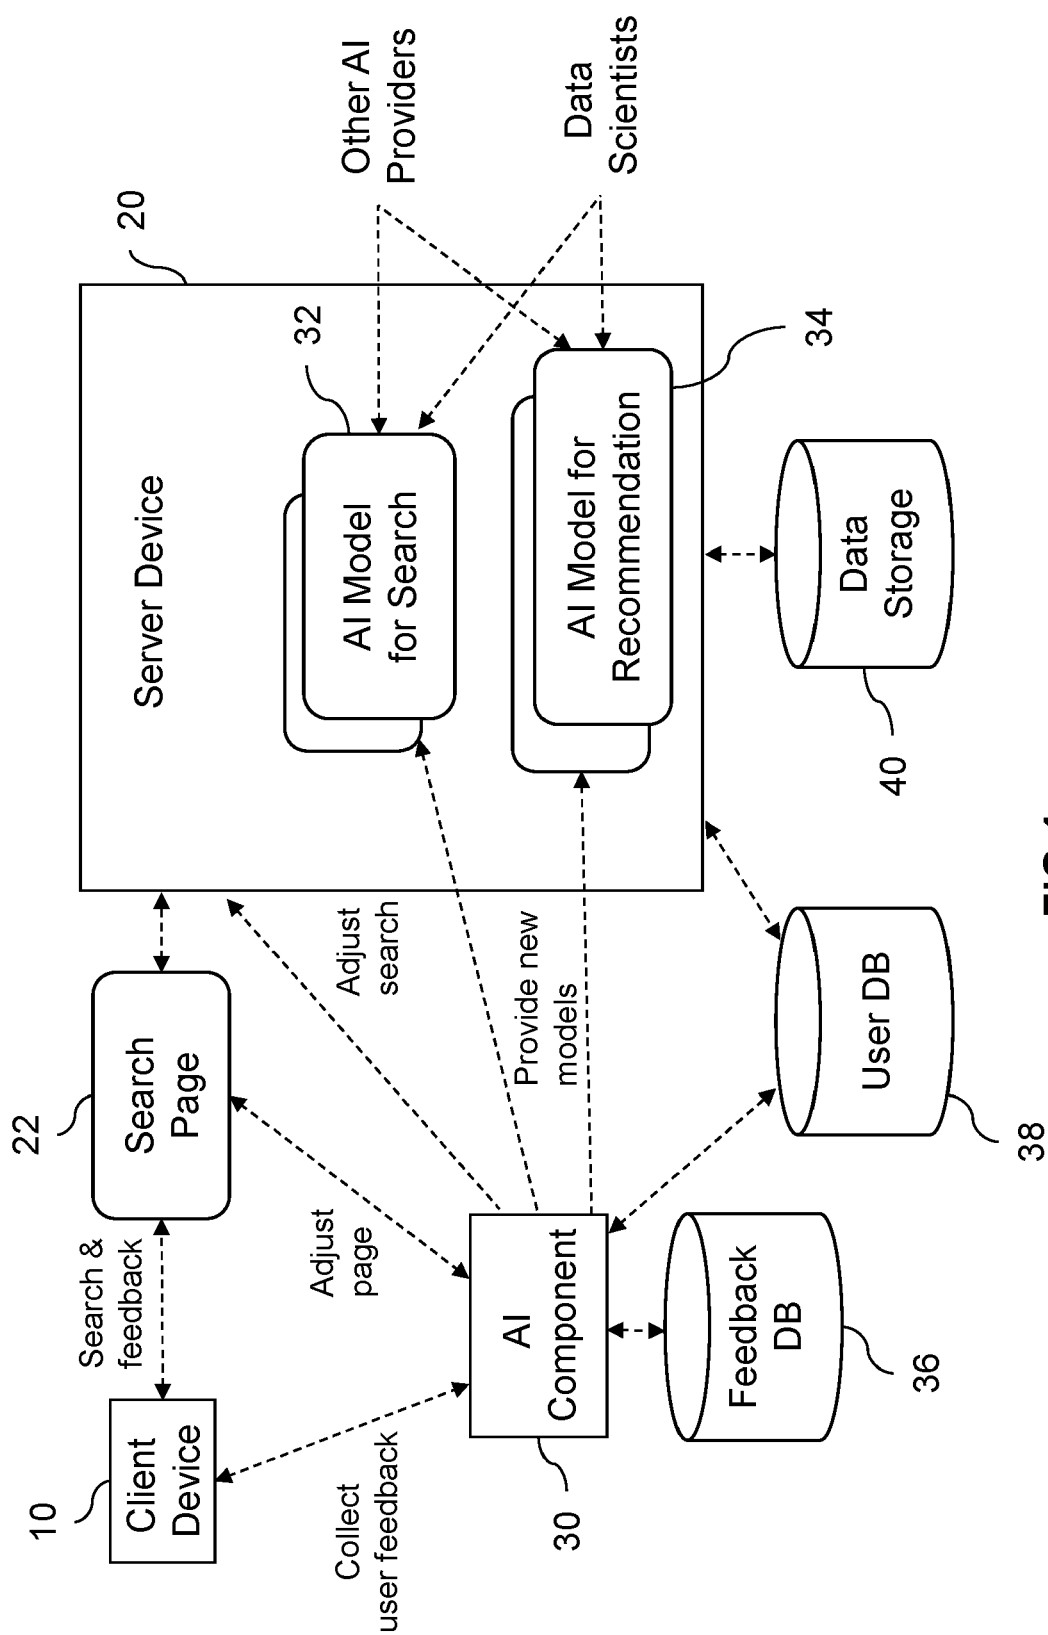 10
Client
Device
Search &
feedback
22
Search
Page
20
Server Device
Collect
user feedback
Adjust
page
Adjust
search
32
AI Model
for Search
Other AI
Providers
30
AI
Component
Provide new
models
AI Model for
Recommendation
34
Data
Scientists
Feedback
DB
36
User DB
38
Data
Storage
40